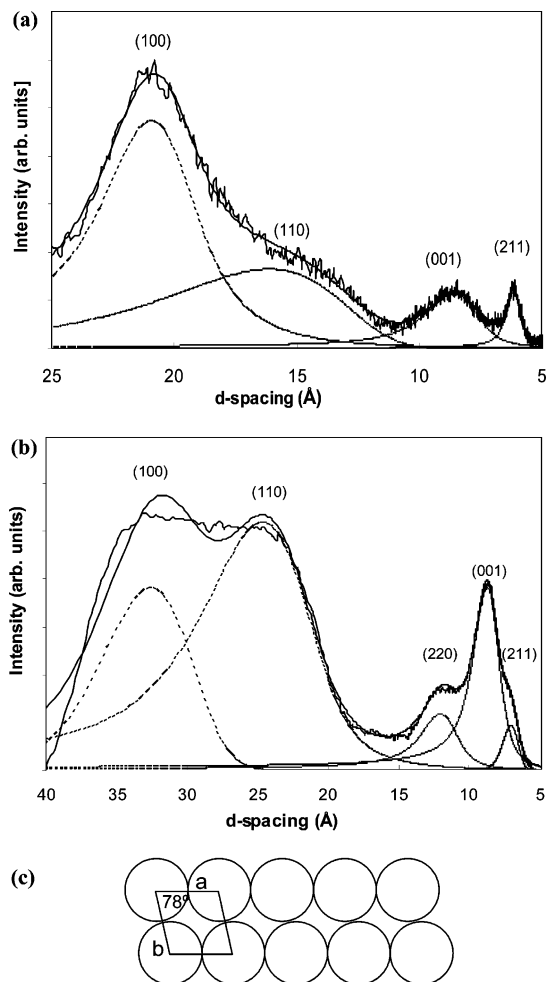 (a)
(100)
(110)
(001)
(211)
Intensity (arb. units]
25 20 15 10 5
d-spacing (Å)
(b)
(100)
(110)
(001)
(220)
(211)
Intensity (arb. units)
40 35 30 25 20 15 10 5
d-spacing (Å)
(c)
a
78º
b